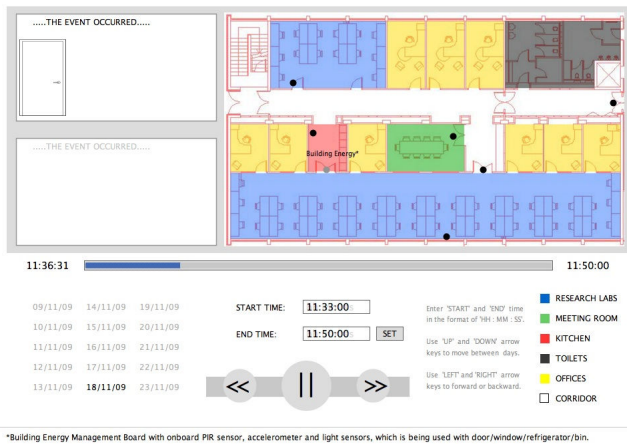 .....THE EVENT OCCURRED.....
.....THE EVENT OCCURRED.....
Building Energy*
11:36:31
11:50:00
09/11/09 14/11/09 19/11/09
10/11/09 15/11/09 20/11/09
11/11/09 16/11/09 21/11/09
12/11/09 17/11/09 22/11/09
13/11/09 18/11/09 23/11/09
START TIME: 11:33:00
END TIME: 11:50:00 SET
<< || >>
Enter 'START' and 'END' time
in the format of 'HH : MM : SS'.
Use 'UP' and 'DOWN' arrow
keys to move between days.
Use 'LEFT' and 'RIGHT' arrow
keys to forward or backward.
RESEARCH LABS
MEETING ROOM
KITCHEN
TOILETS
OFFICES
CORRIDOR
*Building Energy Management Board with onboard PIR sensor, accelerometer and light sensors, which is being used with door/window/refrigerator/bin.